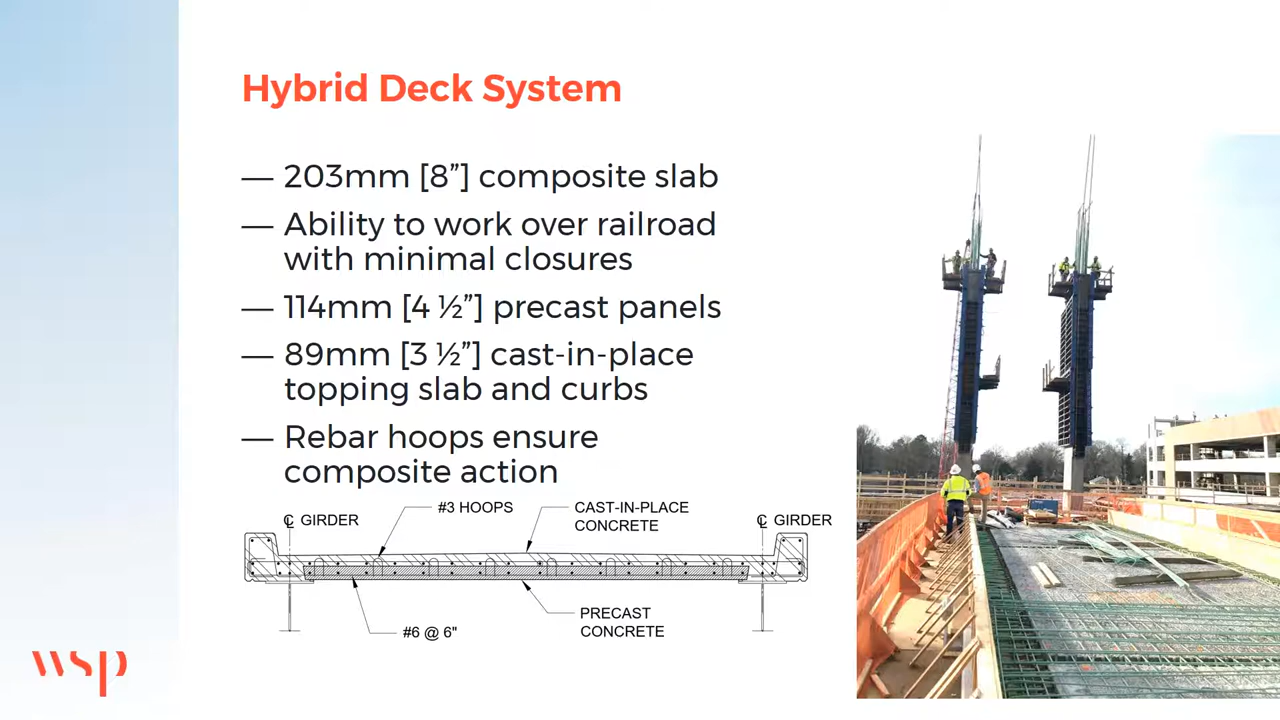 Hybrid Deck System
— 203mm [8”] composite slab
— Ability to work over railroad
with minimal closures
— 114mm [4 ½”] precast panels
— 89mm [3 ½”] cast-in-place
topping slab and curbs
— Rebar hoops ensure
composite action
℄ GIRDER
#3 HOOPS
CAST-IN-PLACE
CONCRETE
℄ GIRDER
#6 @ 6"
PRECAST
CONCRETE
wsp